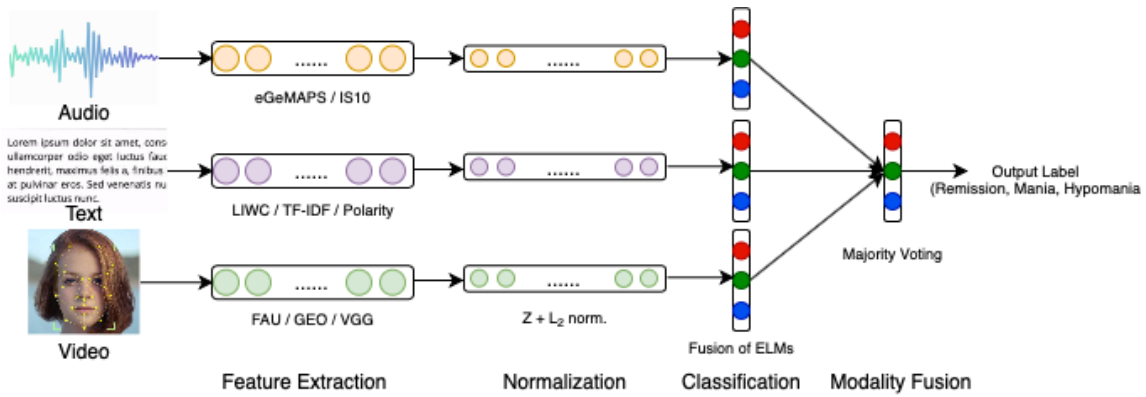 Audio
......
eGeMAPS / IS10
......
Lorem ipsum dolor sit amet, cons
ullamcorper odio eget luctus fauc
hendrerit, maximus felis a, finibus
at pulvinar eros. Sed venenatis nu
suscipit luctus nunc.
Text
......
LIWC / TF-IDF / Polarity
......
Output Label
(Remission, Mania, Hypomania
Majority Voting
Video
......
FAU / GEO / VGG
......
Z + L₂ norm.
Fusion of ELMs
Feature Extraction
Normalization
Classification
Modality Fusion